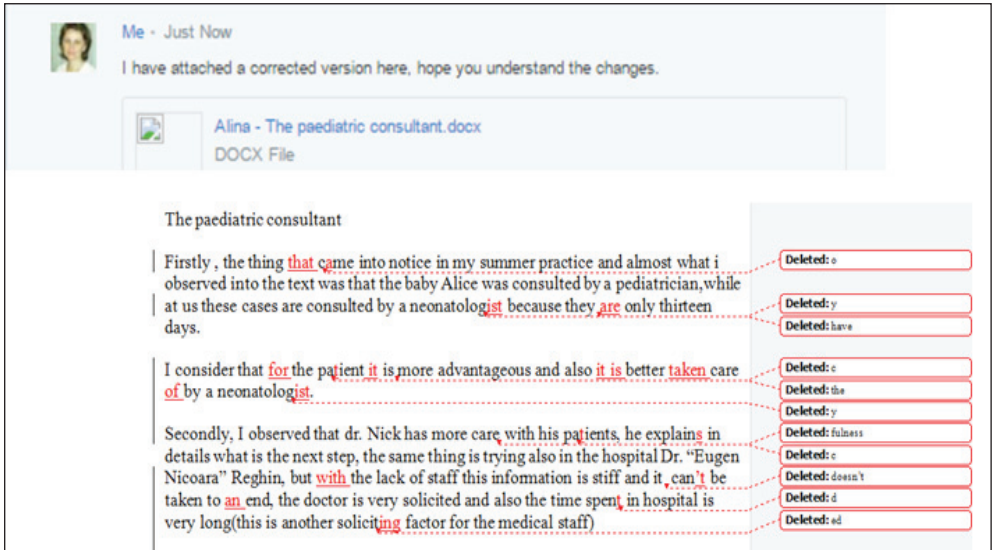 Me - Just Now
I have attached a corrected version here, hope you understand the changes.
Alina - The paediatric consultant.docx
DOCX File
The paediatric consultant
Firstly , the thing that came into notice in my summer practice and almost what i
observed into the text was that the baby Alice was consulted by a pediatrician,while
at us these cases are consulted by a neonatologist because they are only thirteen
days.
I consider that for the patient it is more advantageous and also it is better taken care
of by a neonatologist.
Secondly, I observed that dr. Nick has more care with his patients, he explains in
details what is the next step, the same thing is trying also in the hospital Dr. “Eugen
Nicoara” Reghin, but with the lack of staff this information is stiff and it can't be
taken to an end, the doctor is very solicited and also the time spent in hospital is
very long(this is another soliciting factor for the medical staff)
Deleted: o
Deleted: y
Deleted: have
Deleted: c
Deleted: the
Deleted: y
Deleted: fulness
Deleted: c
Deleted: doesn't
Deleted: d
Deleted: ed